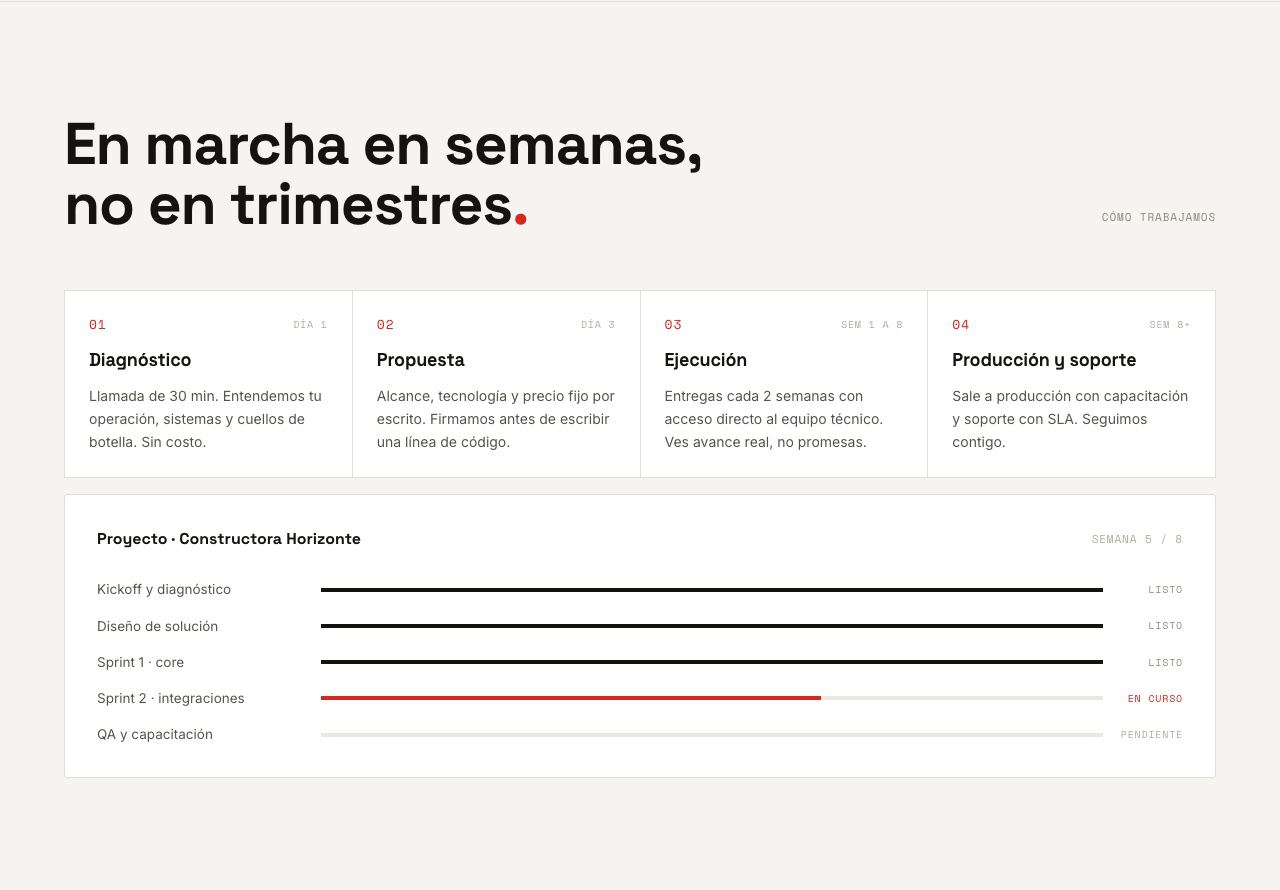 En marcha en semanas,
no en trimestres.
CÓMO TRABAJAMOS
01
DÍA 1
Diagnóstico
Llamada de 30 min. Entendemos tu
operación, sistemas y cuellos de
botella. Sin costo.
02
DÍA 3
Propuesta
Alcance, tecnología y precio fijo por
escrito. Firmamos antes de escribir
una línea de código.
03
SEM 1 A 8
Ejecución
Entregas cada 2 semanas con
acceso directo al equipo técnico.
Ves avance real, no promesas.
04
SEM 8+
Producción y soporte
Sale a producción con capacitación
y soporte con SLA. Seguimos
contigo.
Proyecto · Constructora Horizonte
SEMANA 5 / 8
Kickoff y diagnóstico
LISTO
Diseño de solución
LISTO
Sprint 1 · core
LISTO
Sprint 2 · integraciones
EN CURSO
QA y capacitación
PENDIENTE